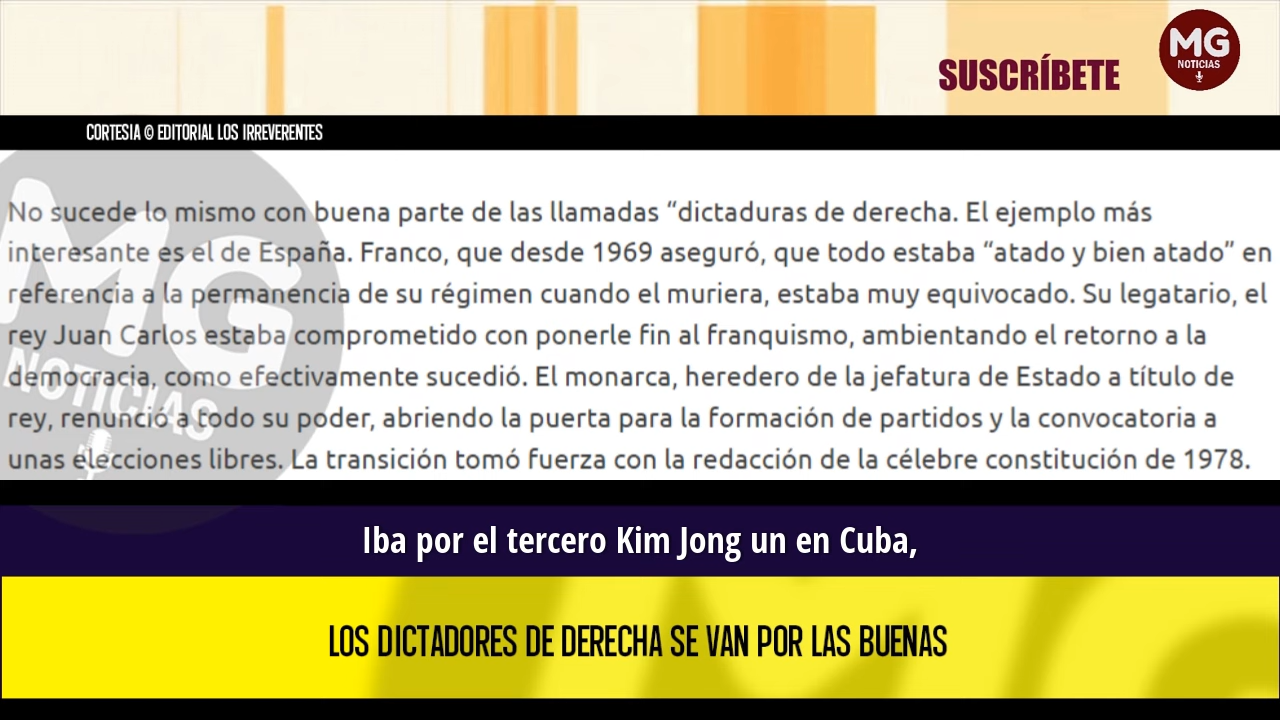 SUSCRÍBETE
MG
NOTICIAS
CORTESIA © EDITORIAL LOS IRREVERENTES
No sucede lo mismo con buena parte de las llamadas “dictaduras de derecha. El ejemplo más
interesante es el de España. Franco, que desde 1969 aseguró, que todo estaba “atado y bien atado” en
referencia a la permanencia de su régimen cuando el muriera, estaba muy equivocado. Su legatario, el
rey Juan Carlos estaba comprometido con ponerle fin al franquismo, ambientando el retorno a la
democracia, como efectivamente sucedió. El monarca, heredero de la jefatura de Estado a título de
rey, renunció a todo su poder, abriendo la puerta para la formación de partidos y la convocatoria a
unas elecciones libres. La transición tomó fuerza con la redacción de la célebre constitución de 1978.
MG
NOTICIAS
Iba por el tercero Kim Jong un en Cuba,
LOS DICTADORES DE DERECHA SE VAN POR LAS BUENAS